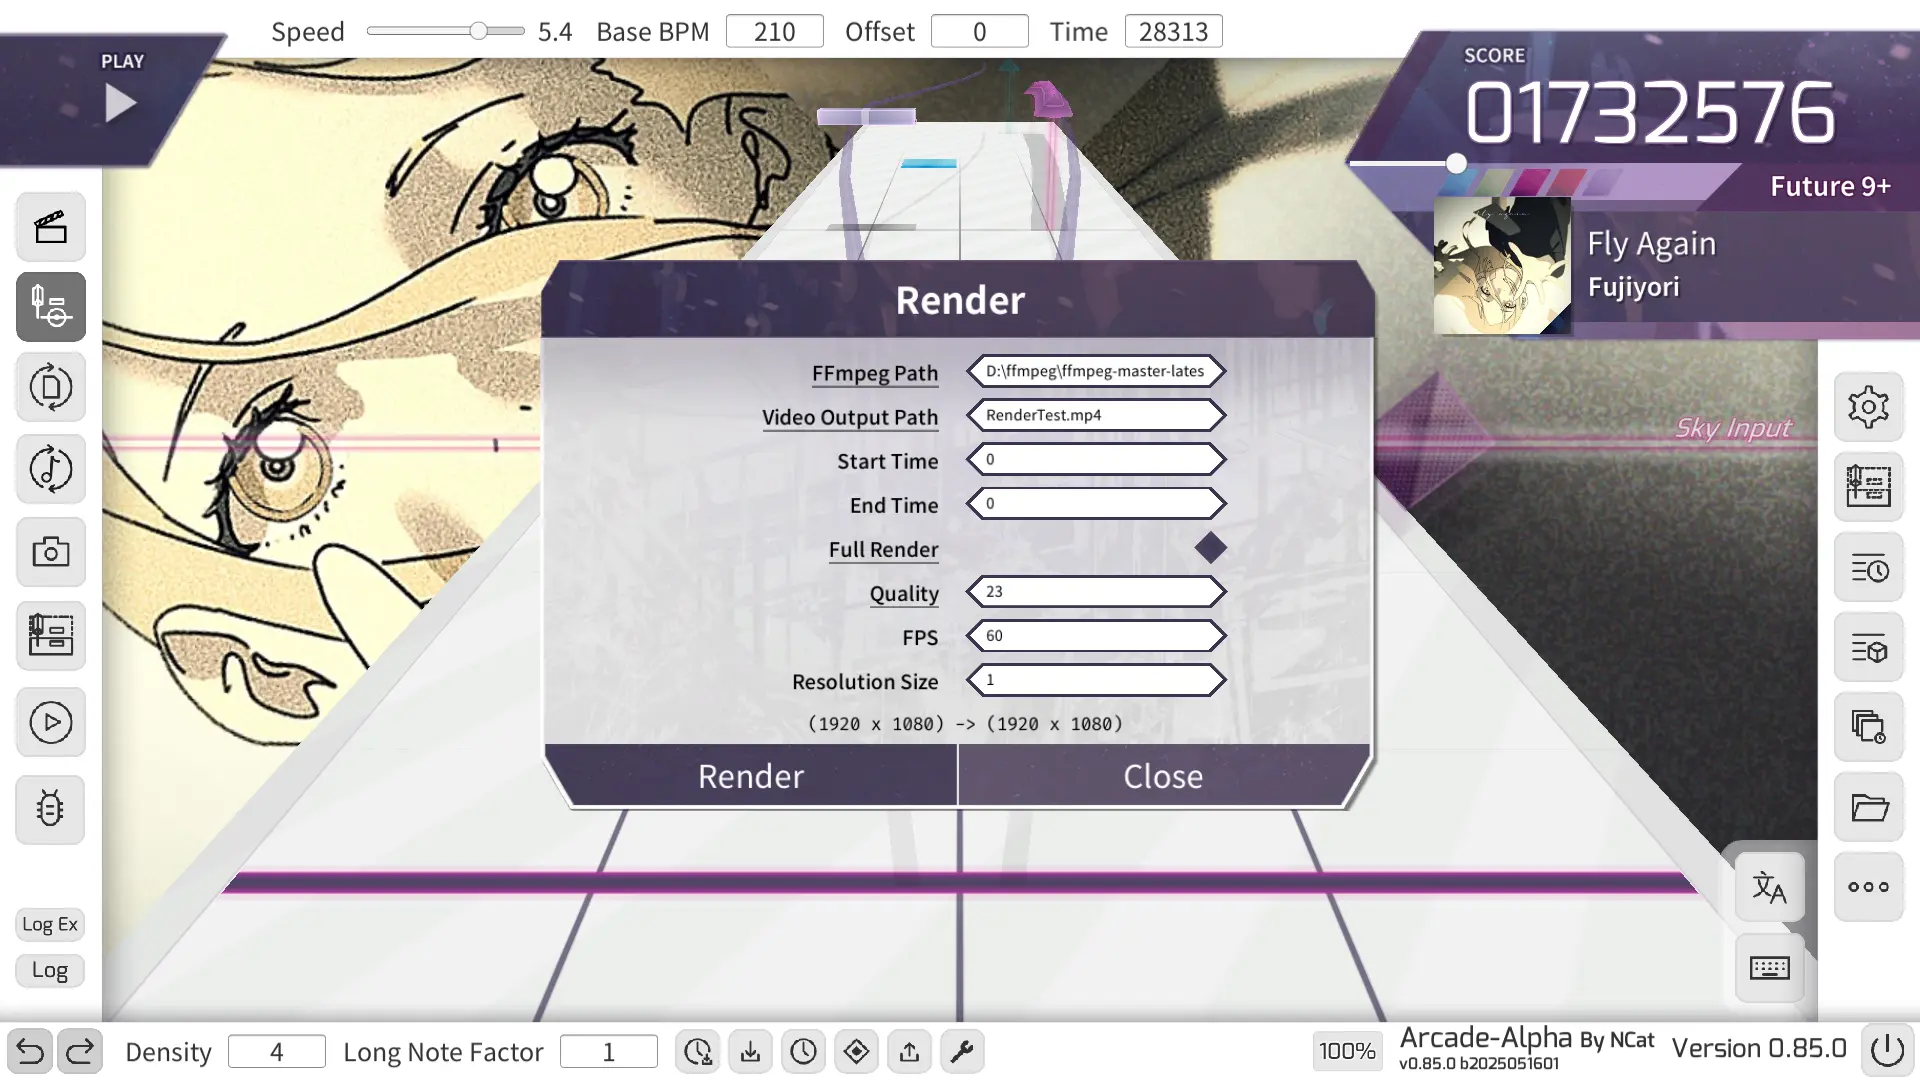 Speed 5.4 Base BPM 210 Offset 0 Time 28313
PLAY
SCORE
01732576
Future 9+
Fly Again
Fujiyori
Sky Input
Render
FFmpeg Path D:\ffmpeg\ffmpeg-master-lates
Video Output Path RenderTest.mp4
Start Time 0
End Time 0
Full Render
Quality 23
FPS 60
Resolution Size 1
(1920 x 1080) -> (1920 x 1080)
Render Close
Log Ex
Log
文A
Density 4 Long Note Factor 1
100%
Arcade-Alpha By NCat
v0.85.0 b2025051601
Version 0.85.0